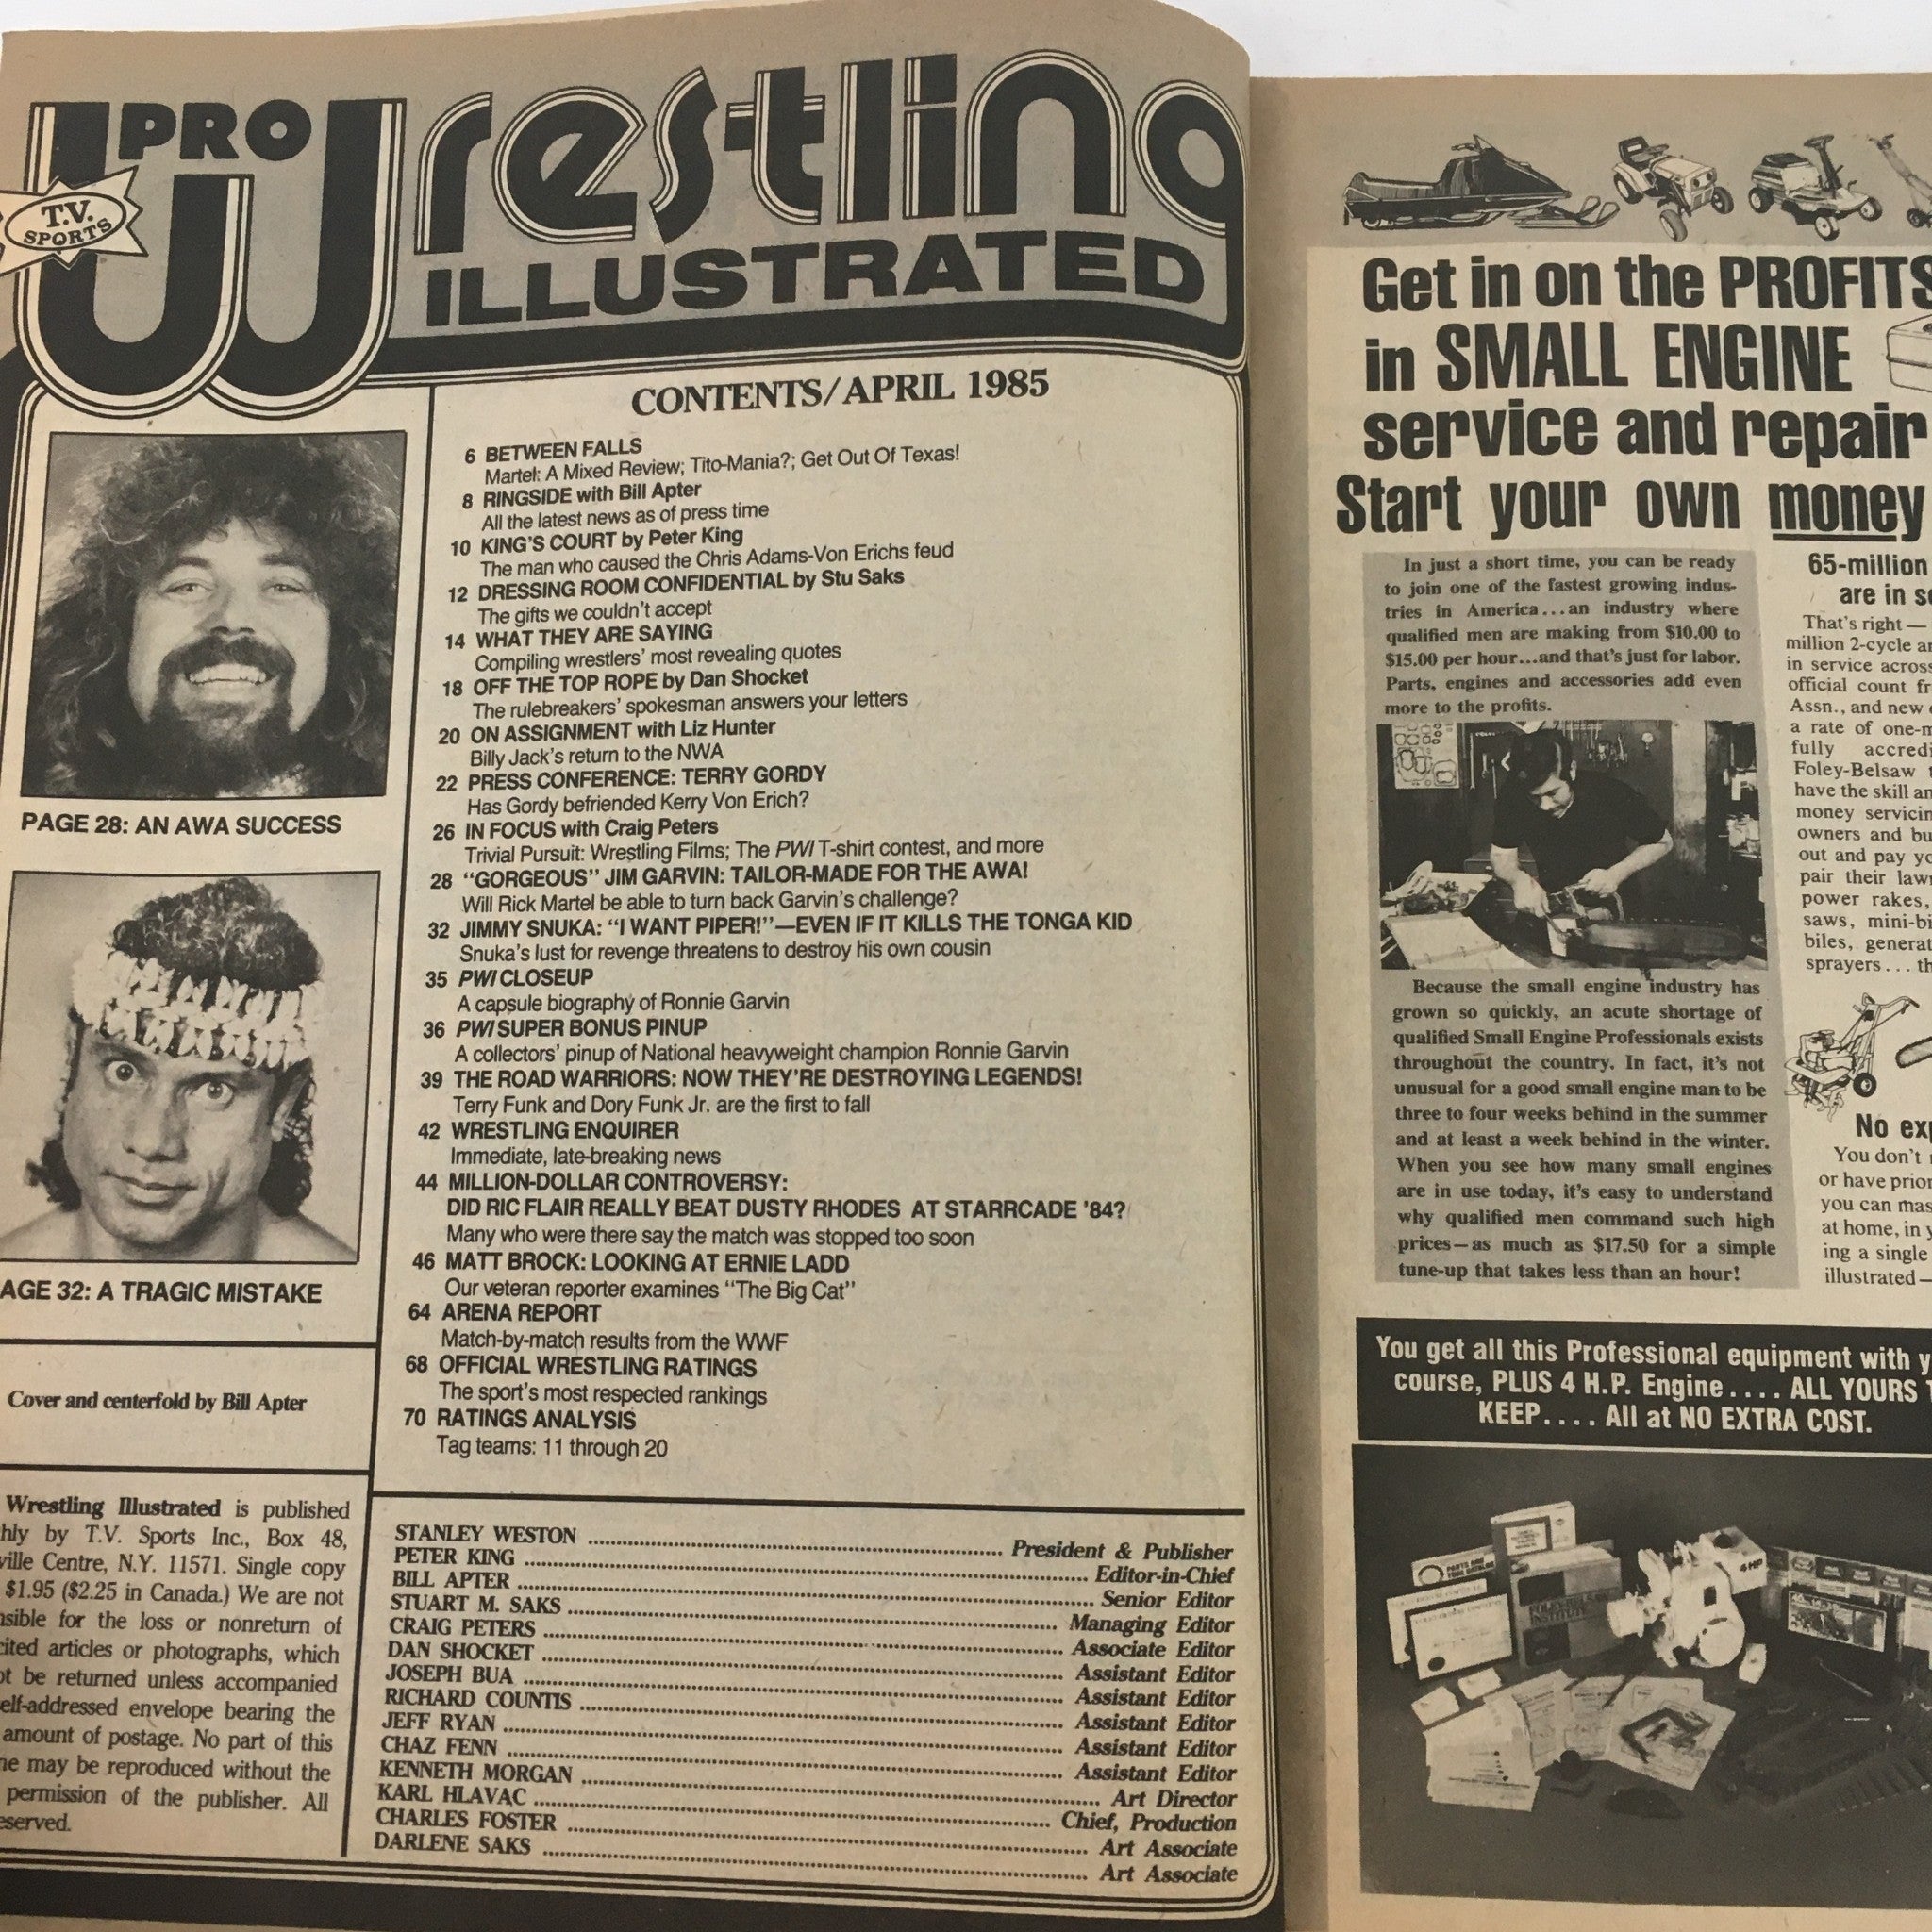 PRO
Wrestling
T.V.
SPORTS
ILLUSTRATED
CONTENTS/APRIL 1985
6 BETWEEN FALLS
Martel: A Mixed Review; Tito-Mania?; Get Out Of Texas!
8 RINGSIDE with Bill Apter
All the latest news as of press time
10 KING'S COURT by Peter King
The man who caused the Chris Adams-Von Erichs feud
12 DRESSING ROOM CONFIDENTIAL by Stu Saks
The gifts we couldn't accept
14 WHAT THEY ARE SAYING
Compiling wrestlers' most revealing quotes
18 OFF THE TOP ROPE by Dan Shocket
The rulebreakers' spokesman answers your letters
20 ON ASSIGNMENT with Liz Hunter
Billy Jack's return to the NWA
22 PRESS CONFERENCE: TERRY GORDY
Has Gordy befriended Kerry Von Erich?
26 IN FOCUS with Craig Peters
Trivial Pursuit: Wrestling Films; The PWI T-shirt contest, and more
28 "GORGEOUS" JIM GARVIN: TAILOR-MADE FOR THE AWA!
Will Rick Martel be able to turn back Garvin's challenge?
32 JIMMY SNUKA: "I WANT PIPER!"—EVEN IF IT KILLS THE TONGA KID
Snuka's lust for revenge threatens to destroy his own cousin
35 PWI CLOSEUP
A capsule biography of Ronnie Garvin
36 PWI SUPER BONUS PINUP
A collectors' pinup of National heavyweight champion Ronnie Garvin
39 THE ROAD WARRIORS: NOW THEY'RE DESTROYING LEGENDS!
Terry Funk and Dory Funk Jr. are the first to fall
42 WRESTLING ENQUIRER
Immediate, late-breaking news
44 MILLION-DOLLAR CONTROVERSY:
DID RIC FLAIR REALLY BEAT DUSTY RHODES AT STARRCADE '84?
Many who were there say the match was stopped too soon
46 MATT BROCK: LOOKING AT ERNIE LADD
Our veteran reporter examines "The Big Cat"
64 ARENA REPORT
Match-by-match results from the WWF
68 OFFICIAL WRESTLING RATINGS
The sport's most respected rankings
70 RATINGS ANALYSIS
Tag teams: 11 through 20
PAGE 28: AN AWA SUCCESS
AGE 32: A TRAGIC MISTAKE
Cover and centerfold by Bill Apter
Wrestling Illustrated is published
hly by T.V. Sports Inc., Box 48,
ville Centre, N.Y. 11571. Single copy
$1.95 ($2.25 in Canada.) We are not
nsible for the loss or nonreturn of
cited articles or photographs, which
ot be returned unless accompanied
elf-addressed envelope bearing the
amount of postage. No part of this
ne may be reproduced without the
permission of the publisher. All
eserved.
STANLEY WESTON ........ President & Publisher
PETER KING ........ Editor-in-Chief
BILL APTER ........ Senior Editor
STUART M. SAKS ........ Managing Editor
CRAIG PETERS ........ Associate Editor
DAN SHOCKET ........ Assistant Editor
JOSEPH BUA ........ Assistant Editor
RICHARD COUNTIS ........ Assistant Editor
JEFF RYAN ........ Assistant Editor
CHAZ FENN ........ Assistant Editor
KENNETH MORGAN ........ Art Director
KARL HLAVAC ........ Chief, Production
CHARLES FOSTER ........ Art Associate
DARLENE SAKS ........ Art Associate
Get in on the PROFITS
in SMALL ENGINE
service and repair
Start your own money
In just a short time, you can be ready
to join one of the fastest growing indus-
tries in America...an industry where
qualified men are making from $10.00 to
$15.00 per hour...and that's just for labor.
Parts, engines and accessories add even
more to the profits.
Because the small engine industry has
grown so quickly, an acute shortage of
qualified Small Engine Professionals exists
throughout the country. In fact, it's not
unusual for a good small engine man to be
three to four weeks behind in the summer
and at least a week behind in the winter.
When you see how many small engines
are in use today, it's easy to understand
why qualified men command such high
prices—as much as $17.50 for a simple
tune-up that takes less than an hour!
65-million
are in se
That's right —
million 2-cycle an
in service across
official count fr
Assn., and new e
a rate of one-m
fully accredi
Foley-Belsaw t
have the skill an
money servicin
owners and bu
out and pay yo
pair their lawn
power rakes,
saws, mini-bi
biles, generat
sprayers... th
No exp
You don't n
or have prior
you can mas
at home, in y
ing a single
illustrated—
You get all this Professional equipment with y
course, PLUS 4 H.P. Engine.... ALL YOURS T
KEEP.... All at NO EXTRA COST.
4 HP